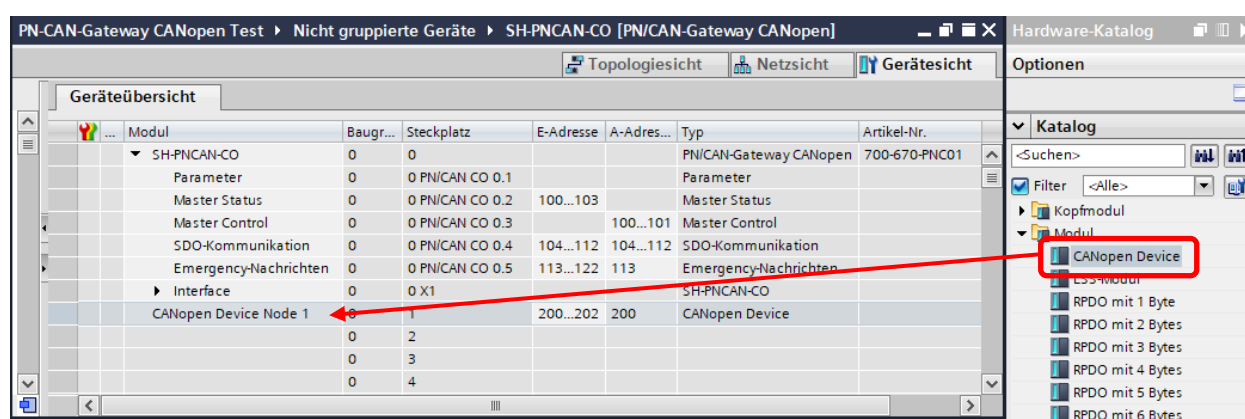 PN-CAN-Gateway CANopen Test ▸ Nicht gruppierte Geräte ▸ SH-PNCAN-CO [PN/CAN-Gateway CANopen]
Topologiesicht Netzsicht Gerätesicht
Geräteübersicht
... Modul Baugr... Steckplatz E-Adresse A-Adres... Typ Artikel-Nr.
SH-PNCAN-CO 0 0 PN/CAN-Gateway CANopen 700-670-PNC01
Parameter 0 0 PN/CAN CO 0.1 Parameter
Master Status 0 0 PN/CAN CO 0.2 100...103 Master Status
Master Control 0 0 PN/CAN CO 0.3 100...101 Master Control
SDO-Kommunikation 0 0 PN/CAN CO 0.4 104...112 104...112 SDO-Kommunikation
Emergency-Nachrichten 0 0 PN/CAN CO 0.5 113...122 113 Emergency-Nachrichten
Interface 0 0 X1 SH-PNCAN-CO
CANopen Device Node 1 0 1 200...202 200 CANopen Device
0 2
0 3
0 4
Hardware-Katalog
Optionen
Katalog
<Suchen>
Filter <Alle>
Kopfmodul
Modul
CANopen Device
LSS-Modul
RPDO mit 1 Byte
RPDO mit 2 Bytes
RPDO mit 3 Bytes
RPDO mit 4 Bytes
RPDO mit 5 Bytes
RPDO mit 6 Bytes